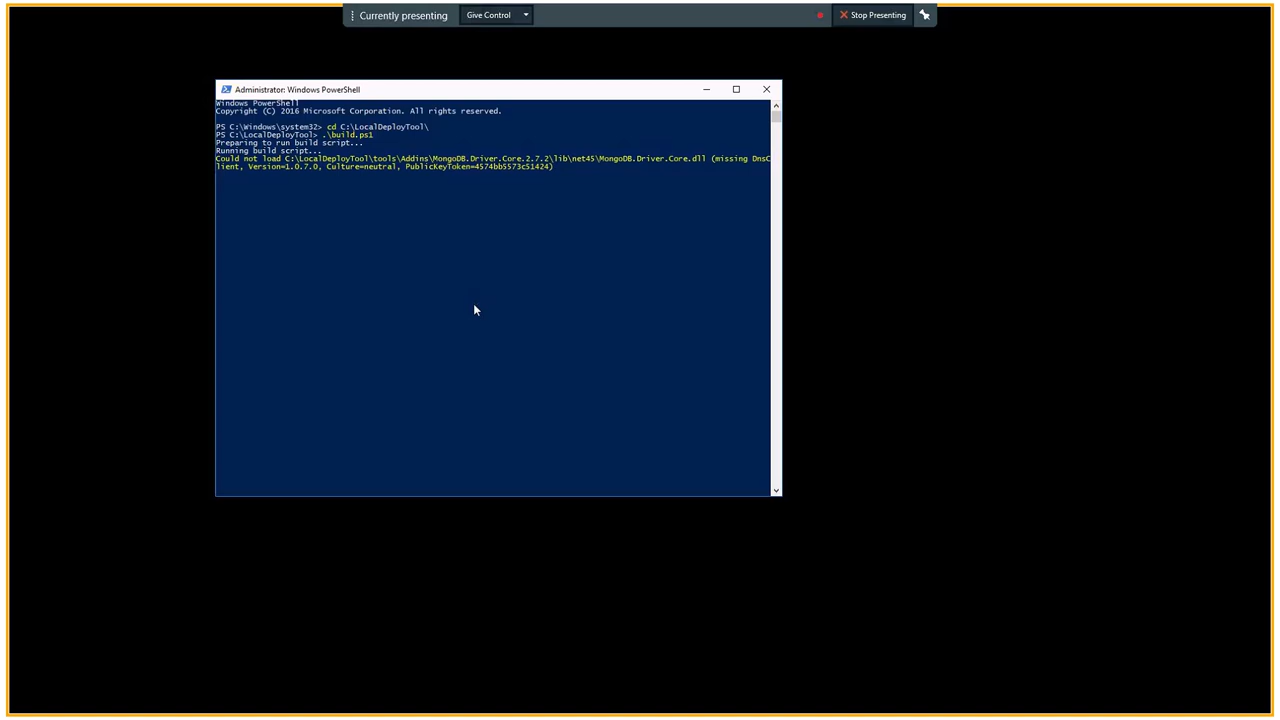 Currently presenting
Give Control
Stop Presenting
Administrator: Windows PowerShell
Windows PowerShell
Copyright (C) 2016 Microsoft Corporation. All rights reserved.
PS C:\Windows\system32> cd C:\LocalDeployTool\
PS C:\LocalDeployTool> .\build.ps1
Preparing to run build script...
Running build script...
Could not load C:\LocalDeployTool\tools\Addins\MongoDB.Driver.Core.2.7.2\lib\net45\MongoDB.Driver.Core.dll (missing DnsC
lient, Version=1.0.7.0, Culture=neutral, PublicKeyToken=4574bb5573c51424)